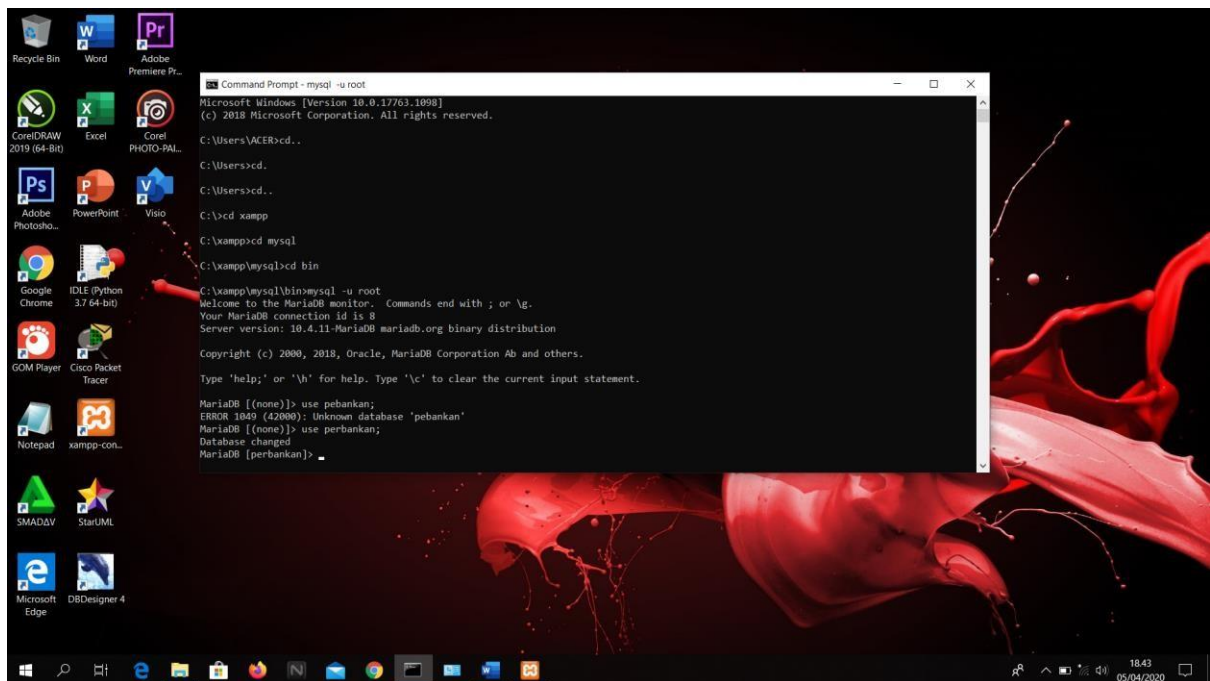 Recycle Bin
Word
Adobe
Premiere Pr...
CorelDRAW
2019 (64-Bit)
Excel
Corel
PHOTO-PAI...
Adobe
Photosho...
PowerPoint
Visio
Google
Chrome
IDLE (Python
3.7 64-bit)
GOM Player
Cisco Packet
Tracer
Notepad
xampp-con...
SMADΔV
StarUML
Microsoft
Edge
DBDesigner 4
Command Prompt - mysql -u root
Microsoft Windows [Version 10.0.17763.1098]
(c) 2018 Microsoft Corporation. All rights reserved.
C:\Users\ACER>cd..
C:\Users>cd.
C:\Users>cd..
C:\>cd xampp
C:\xampp>cd mysql
C:\xampp\mysql>cd bin
C:\xampp\mysql\bin>mysql -u root
Welcome to the MariaDB monitor.  Commands end with ; or \g.
Your MariaDB connection id is 8
Server version: 10.4.11-MariaDB mariadb.org binary distribution
Copyright (c) 2000, 2018, Oracle, MariaDB Corporation Ab and others.
Type 'help;' or '\h' for help. Type '\c' to clear the current input statement.
MariaDB [(none)]> use pebankan;
ERROR 1049 (42000): Unknown database 'pebankan'
MariaDB [(none)]> use perbankan;
Database changed
MariaDB [perbankan]> _
18.43
05/04/2020